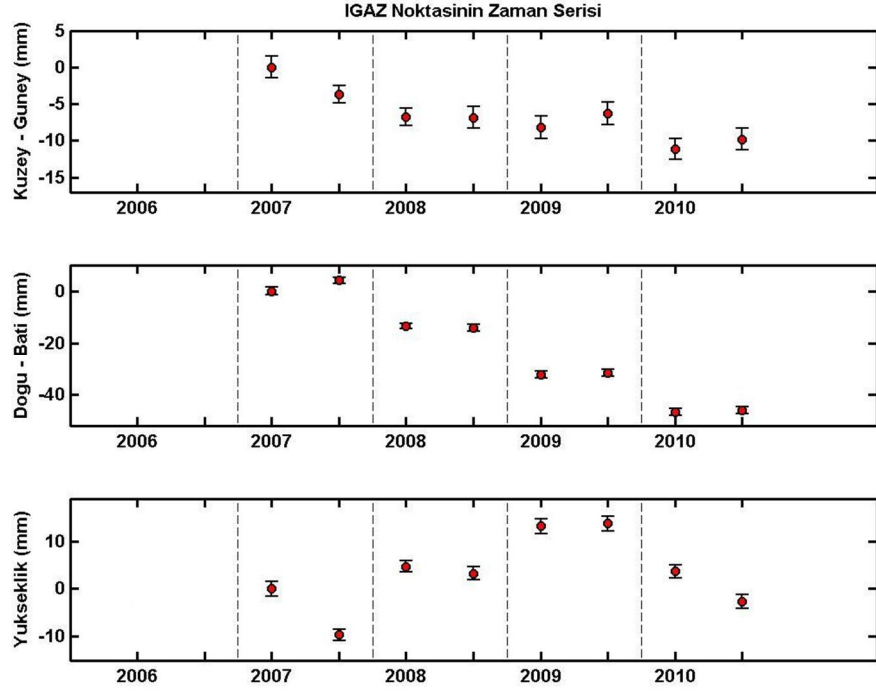 IGAZ Noktasinin Zaman Serisi
Kuzey - Guney (mm)
5
0
-5
-10
-15
2006 2007 2008 2009 2010
Dogu - Bati (mm)
0
-20
-40
2006 2007 2008 2009 2010
Yukseklik (mm)
10
0
-10
2006 2007 2008 2009 2010